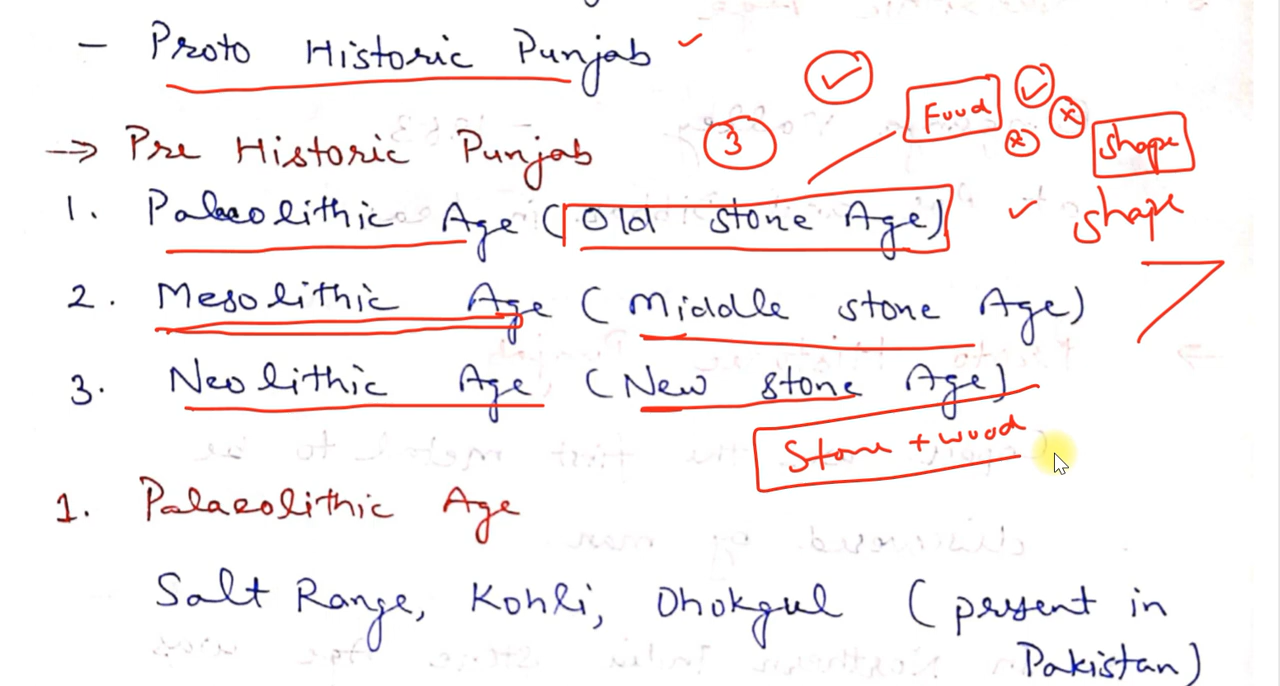 - Proto Historic Punjab ✓
→ Pre Historic Punjab
3
✓
Food
shape
1. Palaeolithic Age (Old stone Age)
✓ shape
2. Mesolithic Age (Middle stone Age)
3. Neolithic Age (New stone Age)
Stone + wood
1. Palaeolithic Age
Salt Range, Kohli, Dhokgul (present in
Pakistan)